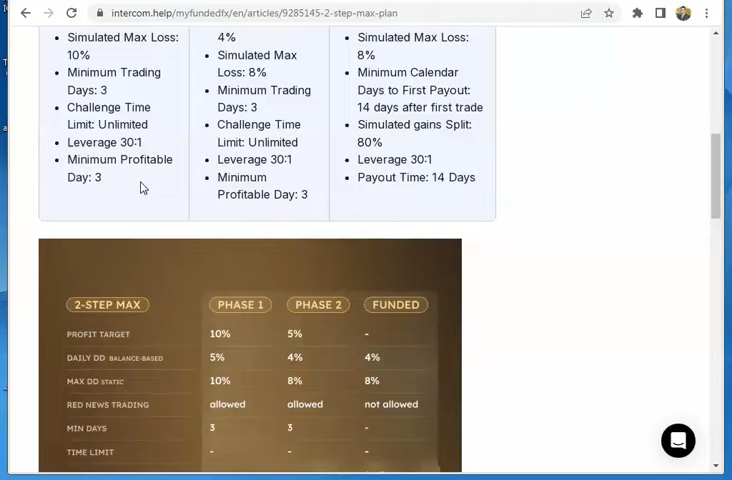 intercom.help/myfundedfx/en/articles/9285145-2-step-max-plan
Simulated Max Loss:
10%
Minimum Trading
Days: 3
Challenge Time
Limit: Unlimited
Leverage 30:1
Minimum Profitable
Day: 3
4%
Simulated Max
Loss: 8%
Minimum Trading
Days: 3
Challenge Time
Limit: Unlimited
Leverage 30:1
Minimum
Profitable Day: 3
Simulated Max Loss:
8%
Minimum Calendar
Days to First Payout:
14 days after first trade
Simulated gains Split:
80%
Leverage 30:1
Payout Time: 14 Days
2-STEP MAX PHASE 1 PHASE 2 FUNDED
PROFIT TARGET 10% 5% -
DAILY DD BALANCE-BASED 5% 4% 4%
MAX DD STATIC 10% 8% 8%
RED NEWS TRADING allowed allowed not allowed
MIN DAYS 3 3 -
TIME LIMIT - - -